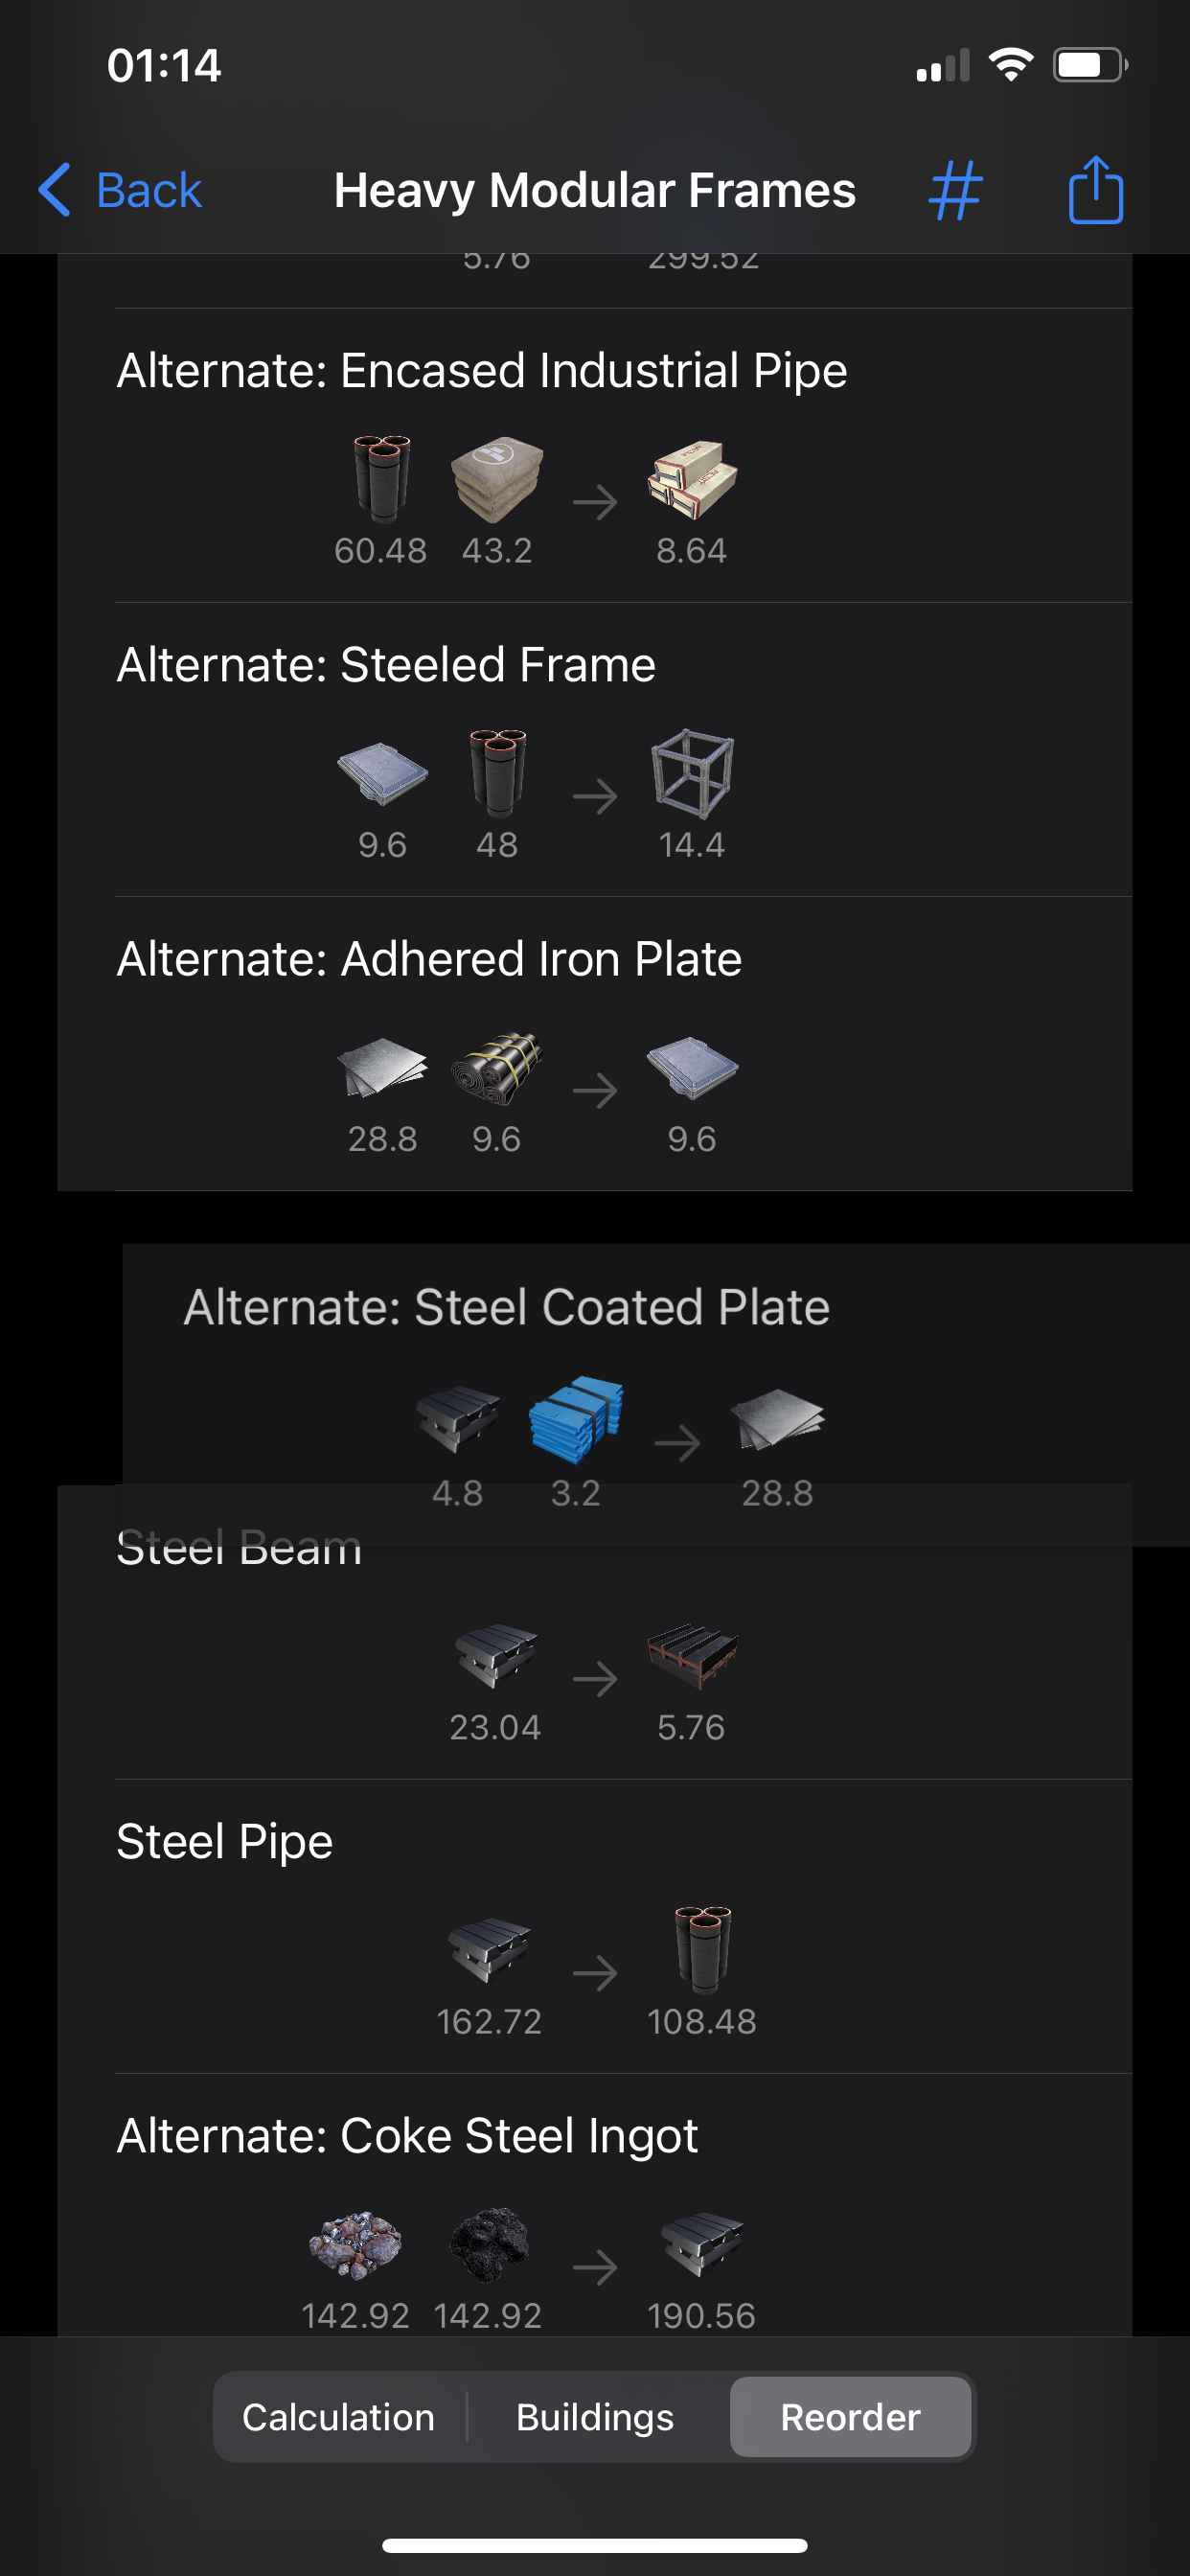 01:14
Back
Heavy Modular Frames
5.76 299.52
Alternate: Encased Industrial Pipe
60.48 43.2 8.64
Alternate: Steeled Frame
9.6 48 14.4
Alternate: Adhered Iron Plate
28.8 9.6 9.6
Alternate: Steel Coated Plate
4.8 3.2 28.8
Steel Beam
23.04 5.76
Steel Pipe
162.72 108.48
Alternate: Coke Steel Ingot
142.92 142.92 190.56
Calculation Buildings Reorder